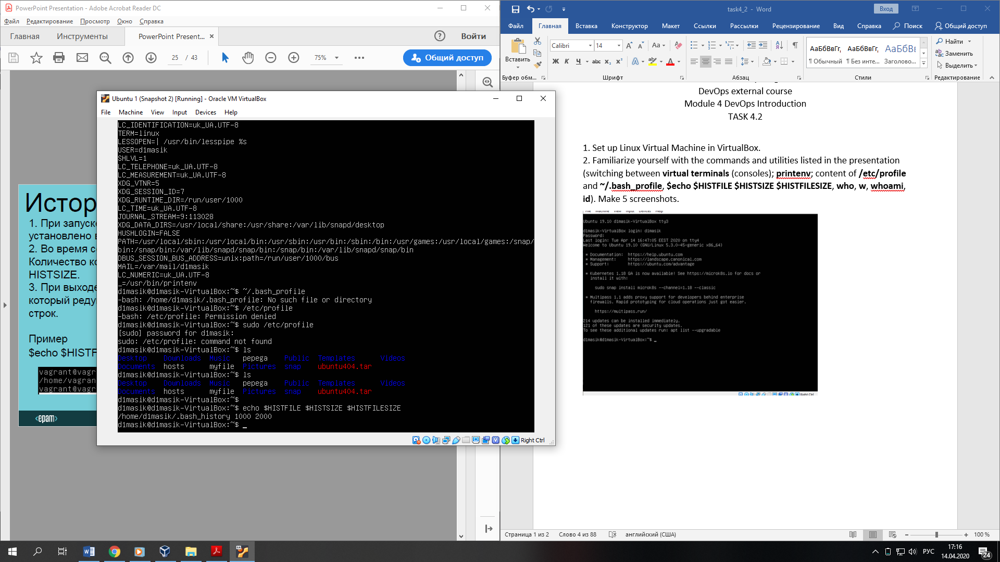 PowerPoint Presentation - Adobe Acrobat Reader DC
Файл Редактирование Просмотр Окно Справка
Главная Инструменты PowerPoint Present... × Войти
25 / 43 75% Общий доступ
Истор
1. При запуск
установлено
2. Во время с
Количество к
HISTSIZE.
3. При выходе
который реду
строк.
Пример
$echo $HISTF
vagrant@vagr
/home/vagran
vagrant@vagr
<epam>
Ubuntu 1 (Snapshot 2) [Running] - Oracle VM VirtualBox
File Machine View Input Devices Help
LC_IDENTIFICATION=uk_UA.UTF-8
TERM=linux
LESSOPEN=| /usr/bin/lesspipe %s
USER=d1masik
SHLVL=1
LC_TELEPHONE=uk_UA.UTF-8
LC_MEASUREMENT=uk_UA.UTF-8
XDG_VTNR=5
XDG_SESSION_ID=7
XDG_RUNTIME_DIR=/run/user/1000
LC_TIME=uk_UA.UTF-8
JOURNAL_STREAM=9:113028
XDG_DATA_DIRS=/usr/local/share:/usr/share:/var/lib/snapd/desktop
HUSHLOGIN=FALSE
PATH=/usr/local/sbin:/usr/local/bin:/usr/sbin:/usr/bin:/sbin:/bin:/usr/games:/usr/local/games:/snap/
bin:/snap/bin:/var/lib/snapd/snap/bin:/snap/bin:/var/lib/snapd/snap/bin
DBUS_SESSION_BUS_ADDRESS=unix:path=/run/user/1000/bus
MAIL=/var/mail/d1masik
LC_NUMERIC=uk_UA.UTF-8
_=/usr/bin/printenv
d1masik@d1masik-VirtualBox:~$ ~/.bash_profile
-bash: /home/d1masik/.bash_profile: No such file or directory
d1masik@d1masik-VirtualBox:~$ /etc/profile
-bash: /etc/profile: Permission denied
d1masik@d1masik-VirtualBox:~$ sudo /etc/profile
[sudo] password for d1masik:
sudo: /etc/profile: command not found
d1masik@d1masik-VirtualBox:~$ ls
Desktop Downloads Music pepega Public Templates Videos
Documents hosts myfile Pictures snap ubuntu404.tar
d1masik@d1masik-VirtualBox:~$ ls
Desktop Downloads Music pepega Public Templates Videos
Documents hosts myfile Pictures snap ubuntu404.tar
d1masik@d1masik-VirtualBox:~$
d1masik@d1masik-VirtualBox:~$ echo $HISTFILE $HISTSIZE $HISTFILESIZE
/home/d1masik/.bash_history 1000 2000
d1masik@d1masik-VirtualBox:~$ _
Right Ctrl
task4_2 - Word Вход
Файл Главная Вставка Конструктор Макет Ссылки Рассылки Рецензирование Вид Справка Поиск Общий доступ
Вставить
Calibri 14
Ж К Ч abc x₂ x²
АаБбВвГг, АаБбВвГг, АаБбВв
¶ Обычный ¶ Без инте... Заголово...
Найти
Заменить
Выделить
Буфер обм... Шрифт Абзац Стили Редактирование
DevOps external course
Module 4 DevOps Introduction
TASK 4.2
1. Set up Linux Virtual Machine in VirtualBox.
2. Familiarize yourself with the commands and utilities listed in the presentation
(switching between virtual terminals (consoles); printenv; content of /etc/profile
and ~/.bash_profile, $echo $HISTFILE $HISTSIZE $HISTFILESIZE, who, w, whoami,
id). Make 5 screenshots.
File Machine View Input Devices Help
Ubuntu 19.10 d1masik-VirtualBox tty3
d1masik-VirtualBox login: d1masik
Password:
Last login: Tue Apr 14 16:47:05 EEST 2020 on tty4
Welcome to Ubuntu 19.10 (GNU/Linux 5.3.0-45-generic x86_64)
* Documentation: https://help.ubuntu.com
* Management: https://landscape.canonical.com
* Support: https://ubuntu.com/advantage
* Kubernetes 1.18 GA is now available! See https://microk8s.io for docs or
install it with:
sudo snap install microk8s --channel=1.18 --classic
* Multipass 1.1 adds proxy support for developers behind enterprise
firewalls. Rapid prototyping for cloud operations just got easier.
https://multipass.run/
214 updates can be installed immediately.
121 of these updates are security updates.
To see these additional updates run: apt list --upgradable
d1masik@d1masik-VirtualBox:~$ _
Right Ctrl
Страница 1 из 2 Слово 4 из 88 английский (США) 100 %
РУС 17:16
14.04.2020 24